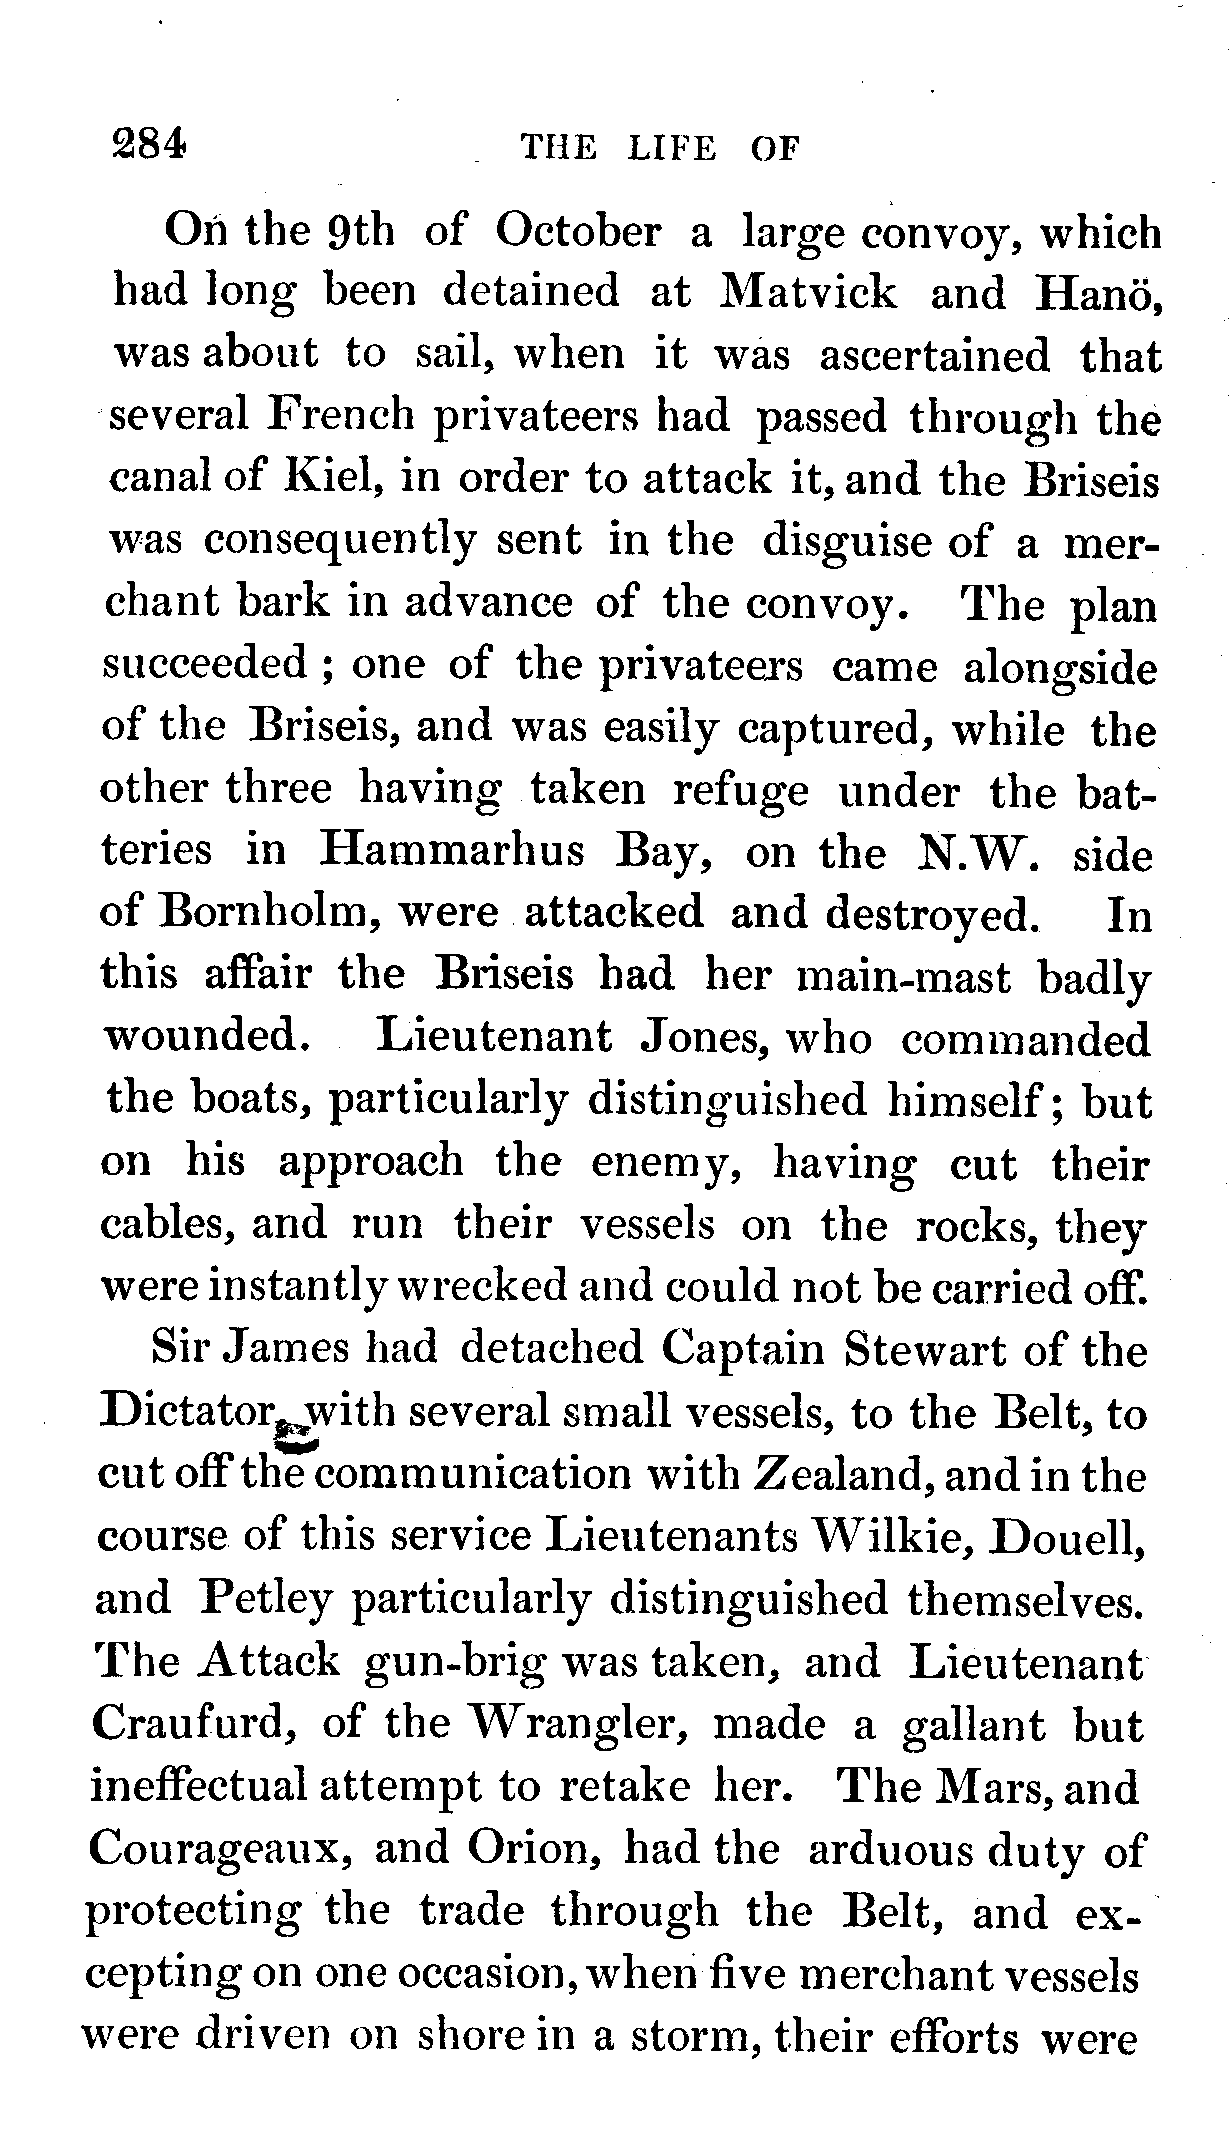 284 THE LIFE OF
On the 9th of October a large convoy, which
had long been detained at Matvick and Hanö,
was about to sail, when it was ascertained that
several French privateers had passed through the
canal of Kiel, in order to attack it, and the Briseis
was consequently sent in the disguise of a mer-
chant bark in advance of the convoy. The plan
succeeded ; one of the privateers came alongside
of the Briseis, and was easily captured, while the
other three having taken refuge under the bat-
teries in Hammarhus Bay, on the N.W. side
of Bornholm, were attacked and destroyed. In
this affair the Briseis had her main-mast badly
wounded. Lieutenant Jones, who commanded
the boats, particularly distinguished himself; but
on his approach the enemy, having cut their
cables, and run their vessels on the rocks, they
were instantly wrecked and could not be carried off.
Sir James had detached Captain Stewart of the
Dictator, with several small vessels, to the Belt, to
cut off the communication with Zealand, and in the
course of this service Lieutenants Wilkie, Douell,
and Petley particularly distinguished themselves.
The Attack gun-brig was taken, and Lieutenant
Craufurd, of the Wrangler, made a gallant but
ineffectual attempt to retake her. The Mars, and
Courageaux, and Orion, had the arduous duty of
protecting the trade through the Belt, and ex-
cepting on one occasion, when five merchant vessels
were driven on shore in a storm, their efforts were